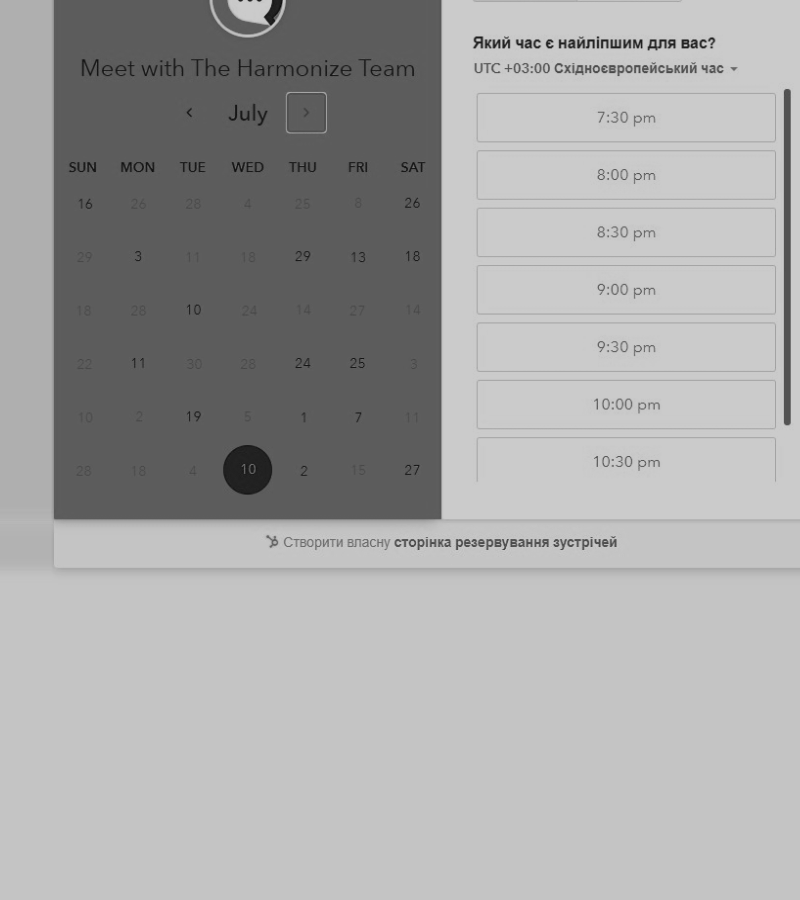 Meet with The Harmonize Team
July
SUN MON TUE WED THU FRI SAT
16 26 28 4 25 8 26
29 3 11 18 29 13 18
18 28 10 24 14 27 14
22 11 30 28 24 25 3
10 2 19 5 1 7 11
28 18 4 10 2 15 27
Який час є найліпшим для вас?
UTC +03:00 Східноєвропейський час
7:30 pm
8:00 pm
8:30 pm
9:00 pm
9:30 pm
10:00 pm
10:30 pm
Створити власну сторінка резервування зустрічей